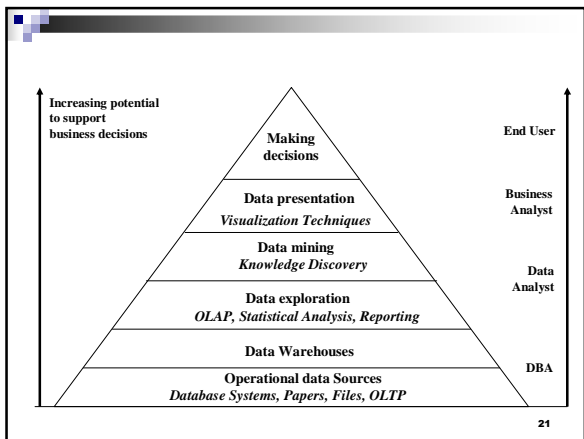 Increasing potential
to support
business decisions
Making
decisions
Data presentation
Visualization Techniques
Data mining
Knowledge Discovery
Data exploration
OLAP, Statistical Analysis, Reporting
Data Warehouses
Operational data Sources
Database Systems, Papers, Files, OLTP
End User
Business
Analyst
Data
Analyst
DBA
21